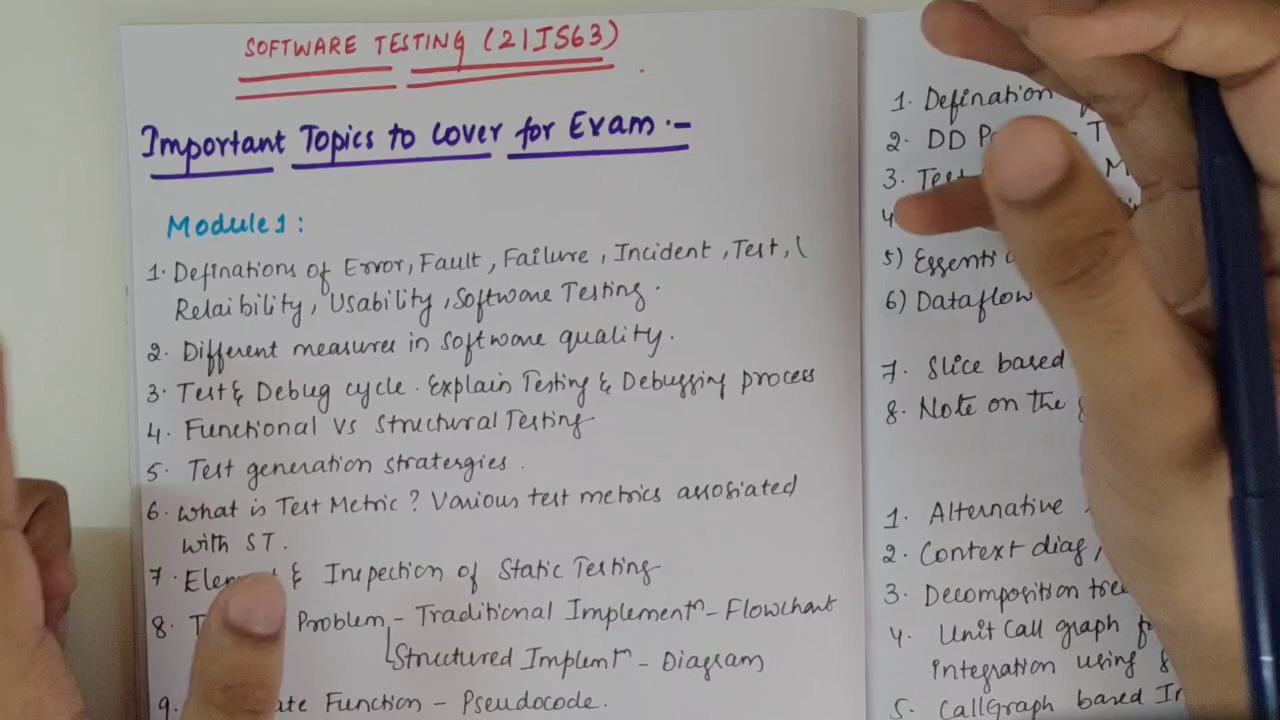 SOFTWARE TESTING (21IS63)
Important Topics to Cover for Exam :-
Module 1 :
1. Definations of Error, Fault, Failure, Incident, Test, (
Relaibility, Usability, Software Testing.
2. Different measures in software quality.
3. Test & Debug cycle. Explain Testing & Debugging process
4. Functional Vs Structural Testing
5. Test generation stratergies.
6. What is Test Metric? Various test metrics assosiated
with ST.
7. & Inspection of Static Testing
8. Problem - Traditional Implementn - Flowchart
Structured Implemtn - Diagram
9. Function - Pseudocode.
1. Defination
2. DD
3. Test
4
5)
6) Dataflow
7. Slice based
8. Note on the
1. Alternative
2. Context diag,
3. Decomposition tree
4. Unit Call graph
Integration using
5. CallGraph based